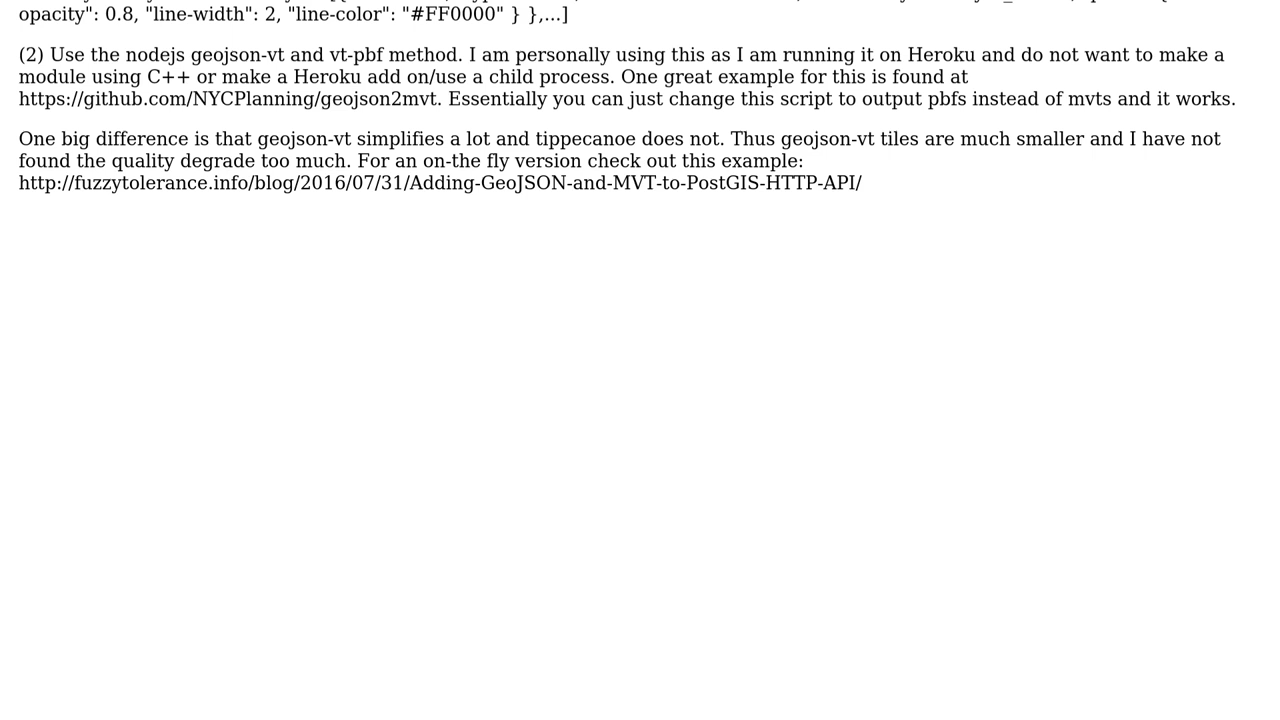 opacity": 0.8, "line-width": 2, "line-color": "#FF0000" } },...]
(2) Use the nodejs geojson-vt and vt-pbf method. I am personally using this as I am running it on Heroku and do not want to make a
module using C++ or make a Heroku add on/use a child process. One great example for this is found at
https://github.com/NYCPlanning/geojson2mvt. Essentially you can just change this script to output pbfs instead of mvts and it works.
One big difference is that geojson-vt simplifies a lot and tippecanoe does not. Thus geojson-vt tiles are much smaller and I have not
found the quality degrade too much. For an on-the fly version check out this example:
http://fuzzytolerance.info/blog/2016/07/31/Adding-GeoJSON-and-MVT-to-PostGIS-HTTP-API/